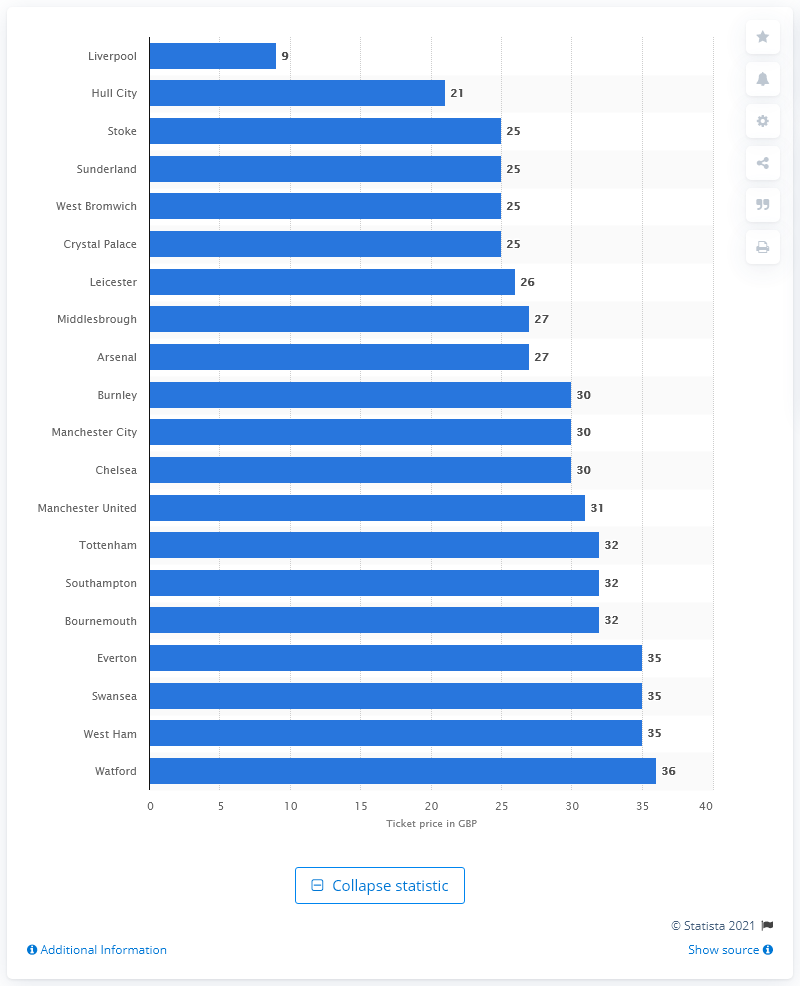 Liverpool 9
Hull City 21
Stoke 25
Sunderland 25
West Bromwich 25
Crystal Palace 25
Leicester 26
Middlesbrough 27
Arsenal 27
Burnley 30
Manchester City 30
Chelsea 30
Manchester United 31
Tottenham 32
Southampton 32
Bournemouth 32
Everton 35
Swansea 35
West Ham 35
Watford 36
0 5 10 15 20 25 30 35 40
Ticket price in GBP
Collapse statistic
© Statista 2021
Additional Information Show source